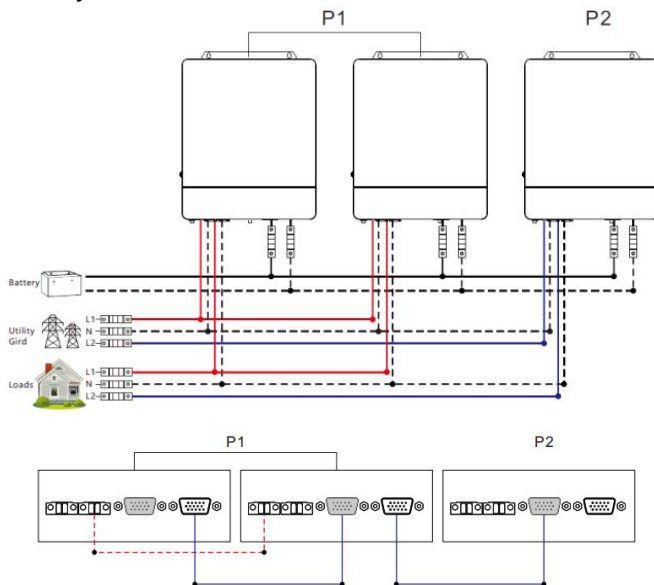 P1 P2
Battery
Utility
Gird
L1
N
L2
Loads
L1
N
L2
P1 P2